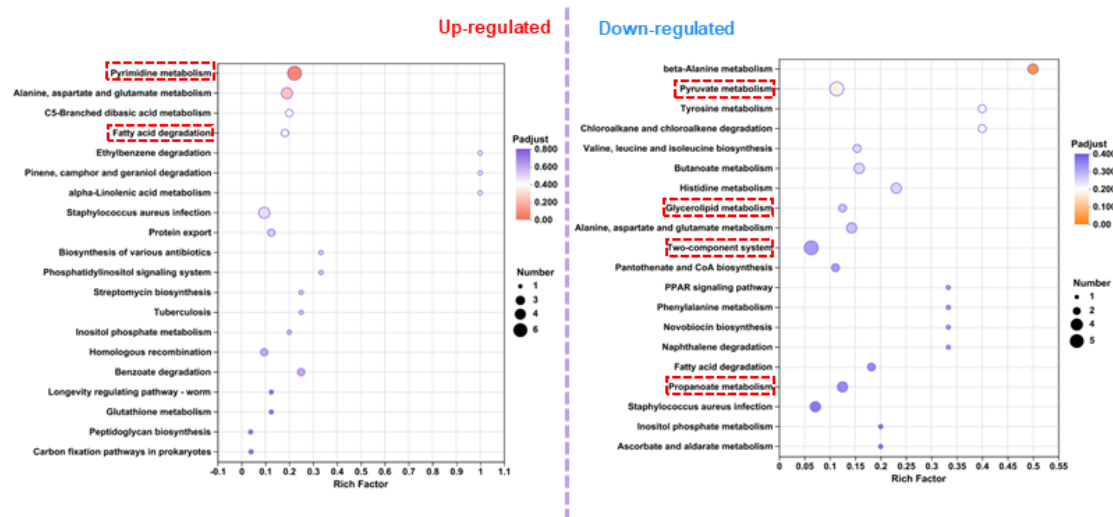 Up-regulated
Pyrimidine metabolism
Alanine, aspartate and glutamate metabolism
C5-Branched dibasic acid metabolism
Fatty acid degradation
Ethylbenzene degradation
Pinene, camphor and geraniol degradation
alpha-Linolenic acid metabolism
Staphylococcus aureus infection
Protein export
Biosynthesis of various antibiotics
Phosphatidylinositol signaling system
Streptomycin biosynthesis
Tuberculosis
Inositol phosphate metabolism
Homologous recombination
Benzoate degradation
Longevity regulating pathway - worm
Glutathione metabolism
Peptidoglycan biosynthesis
Carbon fixation pathways in prokaryotes
-0.1 0 0.1 0.2 0.3 0.4 0.5 0.6 0.7 0.8 0.9 1 1.1
Rich Factor
Padjust
0.800
0.600
0.400
0.200
0.00
Number
1
3
4
6
Down-regulated
beta-Alanine metabolism
Pyruvate metabolism
Tyrosine metabolism
Chloroalkane and chloroalkene degradation
Valine, leucine and isoleucine biosynthesis
Butanoate metabolism
Histidine metabolism
Glycerolipid metabolism
Alanine, aspartate and glutamate metabolism
Two-component system
Pantothenate and CoA biosynthesis
PPAR signaling pathway
Phenylalanine metabolism
Novobiocin biosynthesis
Naphthalene degradation
Fatty acid degradation
Propanoate metabolism
Staphylococcus aureus infection
Inositol phosphate metabolism
Ascorbate and aldarate metabolism
0 0.05 0.1 0.15 0.2 0.25 0.3 0.35 0.4 0.45 0.5 0.55
Rich Factor
Padjust
0.400
0.300
0.200
0.100
0.00
Number
1
2
4
5